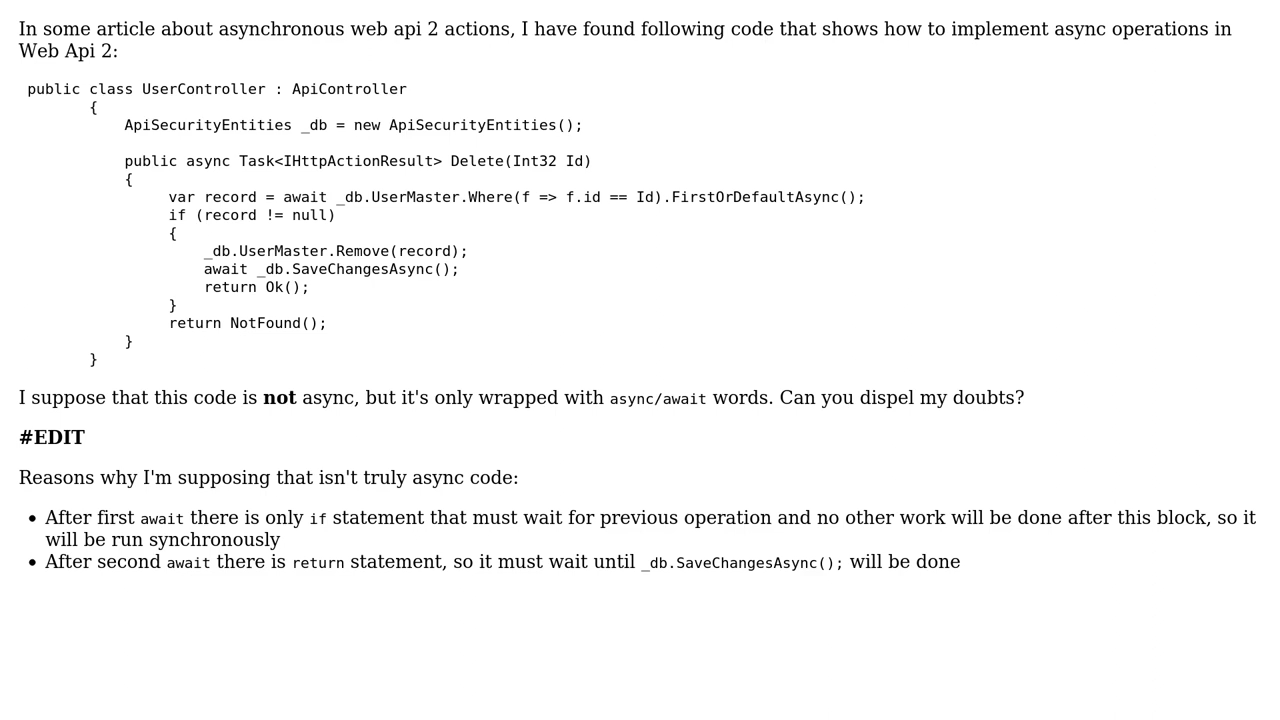 In some article about asynchronous web api 2 actions, I have found following code that shows how to implement async operations in
Web Api 2:
public class UserController : ApiController
{
ApiSecurityEntities _db = new ApiSecurityEntities();
public async Task<IHttpActionResult> Delete(Int32 Id)
{
var record = await _db.UserMaster.Where(f => f.id == Id).FirstOrDefaultAsync();
if (record != null)
{
_db.UserMaster.Remove(record);
await _db.SaveChangesAsync();
return Ok();
}
return NotFound();
}
}
I suppose that this code is not async, but it's only wrapped with async/await words. Can you dispel my doubts?
#EDIT
Reasons why I'm supposing that isn't truly async code:
• After first await there is only if statement that must wait for previous operation and no other work will be done after this block, so it
will be run synchronously
• After second await there is return statement, so it must wait until _db.SaveChangesAsync(); will be done